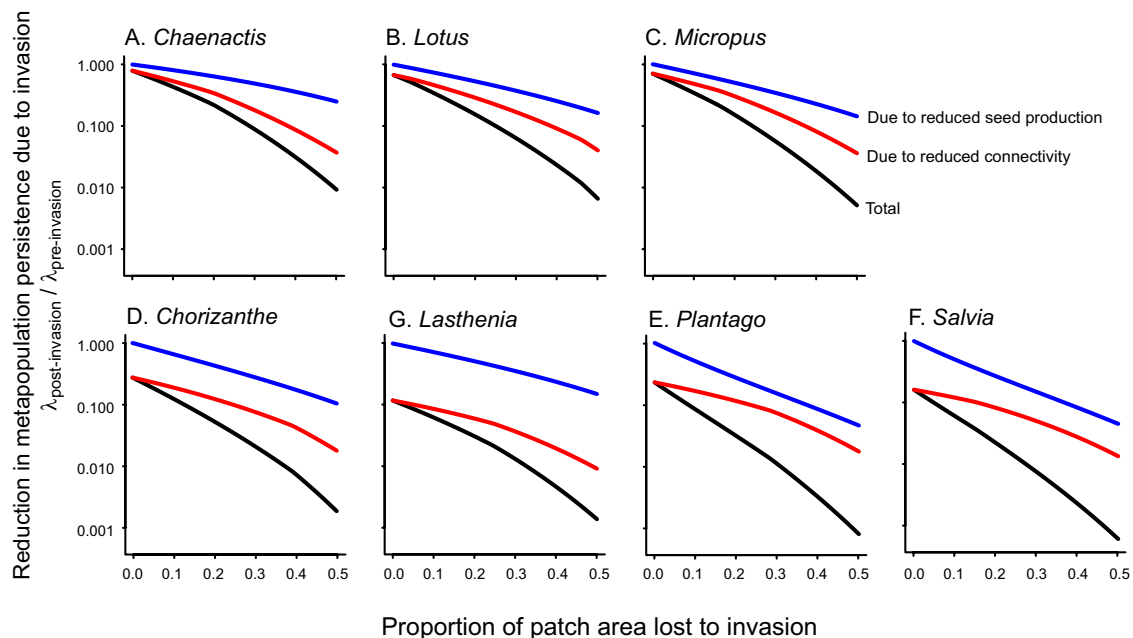 Reduction in metapopulation persistence due to invasion
λpost-invasion / λpre-invasion
A. Chaenactis
B. Lotus
C. Micropus
1.000
0.100
0.010
0.001
Due to reduced seed production
Due to reduced connectivity
Total
D. Chorizanthe
G. Lasthenia
E. Plantago
F. Salvia
1.000
0.100
0.010
0.001
0.0 0.1 0.2 0.3 0.4 0.5
0.0 0.1 0.2 0.3 0.4 0.5
0.0 0.1 0.2 0.3 0.4 0.5
0.0 0.1 0.2 0.3 0.4 0.5
Proportion of patch area lost to invasion